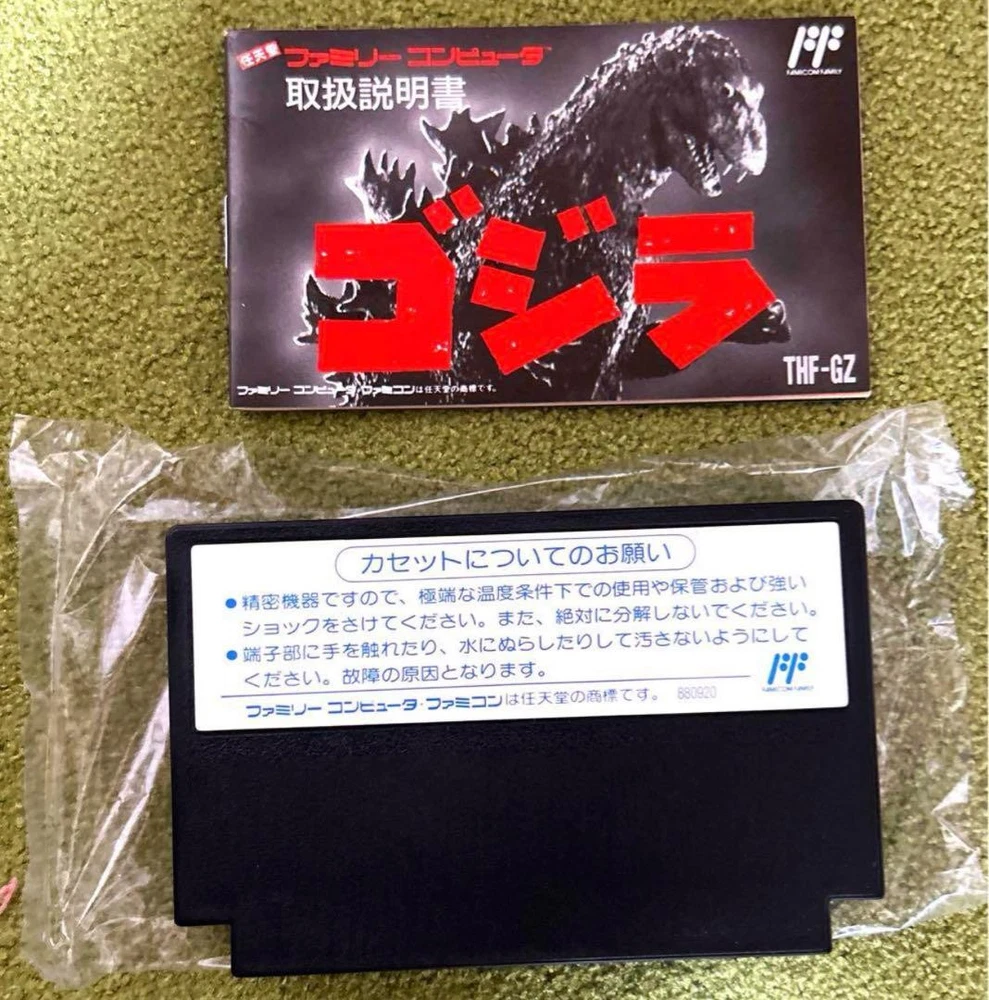 任天堂 ファミリー コンピュータ™
取扱説明書
FAMICOM FAMILY
ゴジラ
THF-GZ
ファミリー コンピュータ・ファミコンは任天堂の商標です。
カセットについてのお願い
●精密機器ですので、極端な温度条件下での使用や保管および強い
ショックをさけてください。また、絶対に分解しないでください。
●端子部に手を触れたり、水にぬらしたりして汚さないようにして
ください。故障の原因となります。
FAMICOM FAMILY
ファミリー コンピュータ・ファミコンは任天堂の商標です。 880920